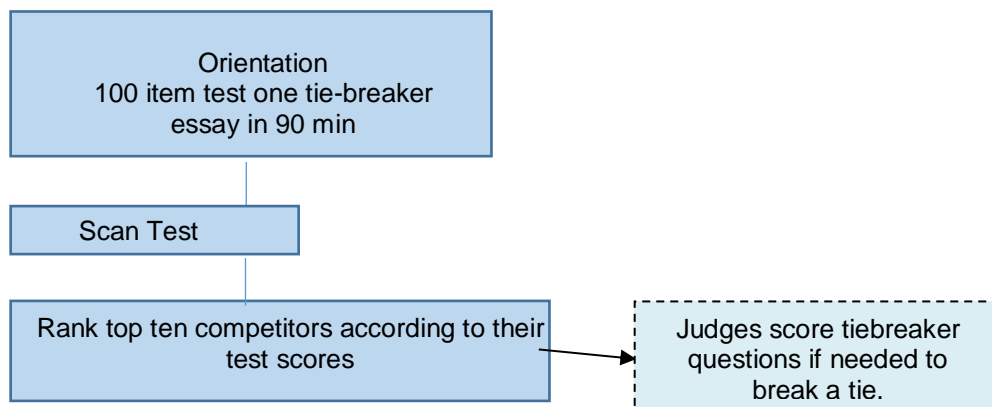 Orientation
100 item test one tie-breaker
essay in 90 min
Scan Test
Rank top ten competitors according to their
test scores
Judges score tiebreaker
questions if needed to
break a tie.